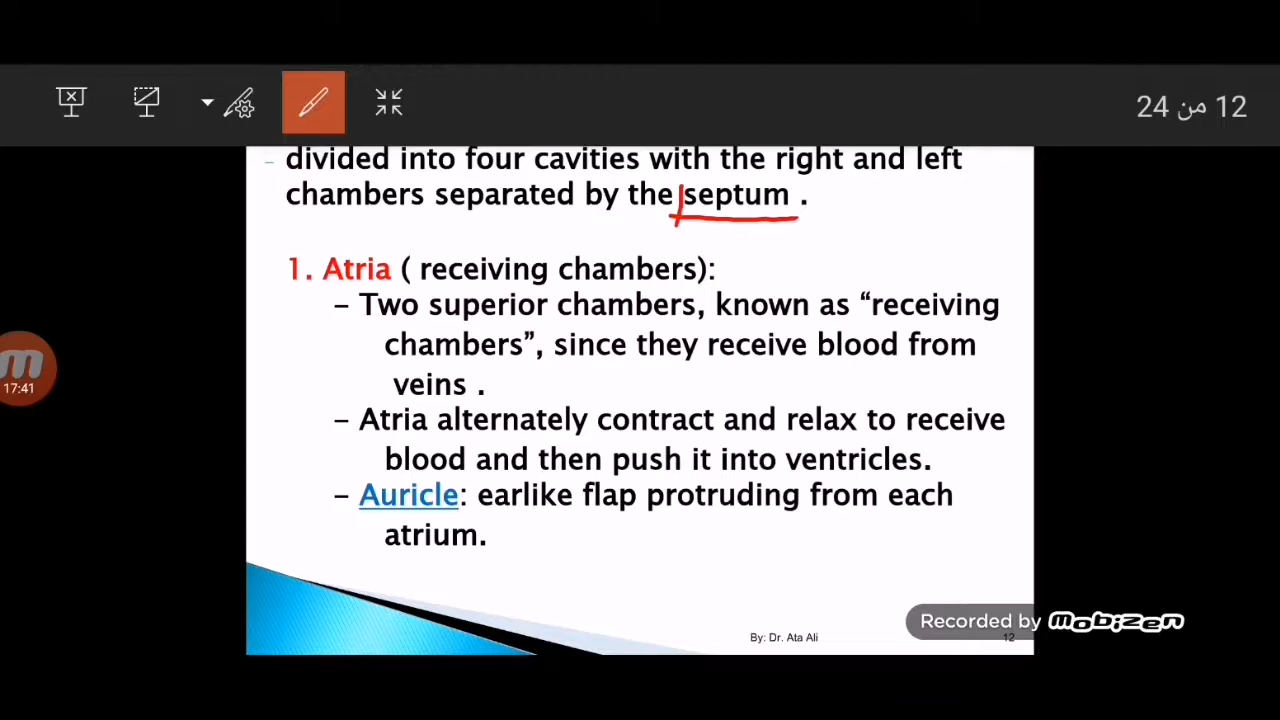 12 من 24
– divided into four cavities with the right and left
chambers separated by the septum .
1. Atria ( receiving chambers):
– Two superior chambers, known as “receiving
chambers”, since they receive blood from
veins .
– Atria alternately contract and relax to receive
blood and then push it into ventricles.
– Auricle: earlike flap protruding from each
atrium.
m
17:41
Recorded by mobizen
By: Dr. Ata Ali
12